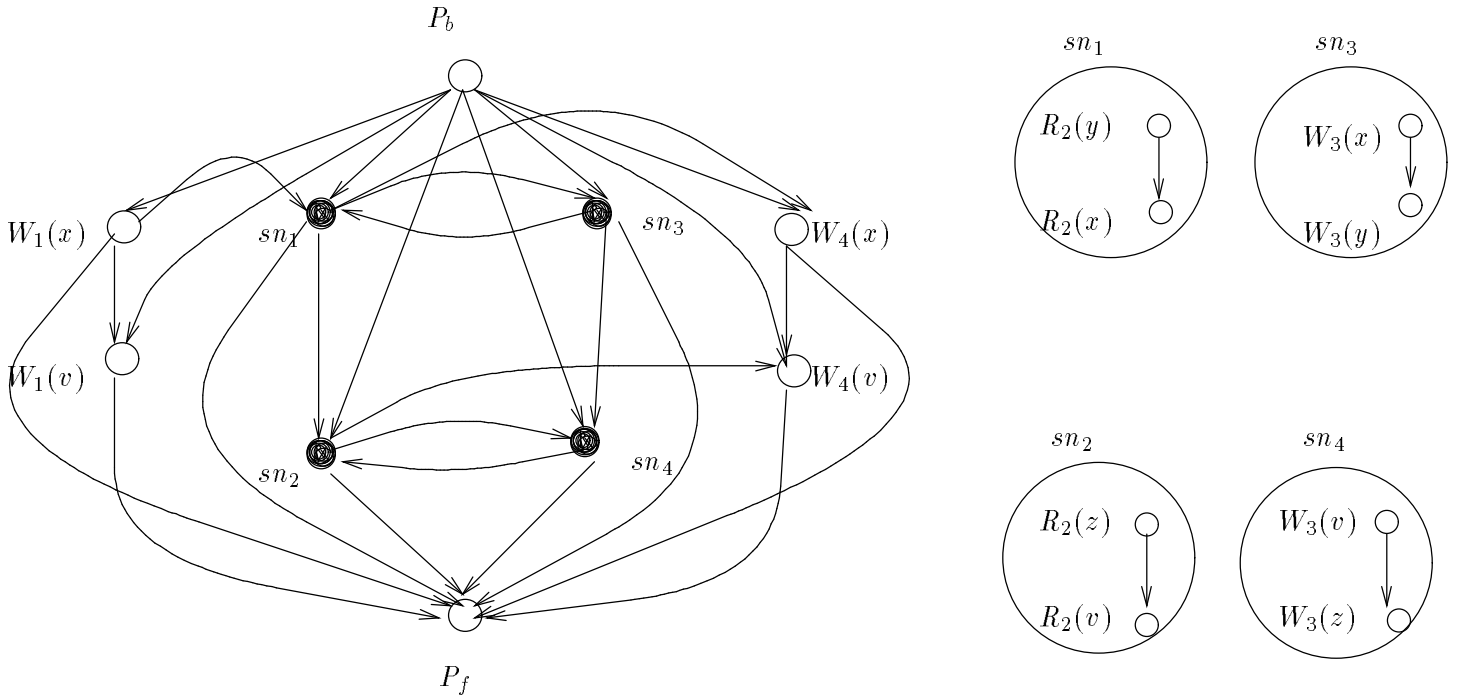 P_b
sn_1 sn_3
R_2(y) W_3(x)
R_2(x) W_3(y)
W_1(x) sn_1 sn_3 W_4(x)
W_1(v) W_4(v)
sn_2 sn_4
sn_2 sn_4
R_2(z) W_3(v)
R_2(v) W_3(z)
P_f